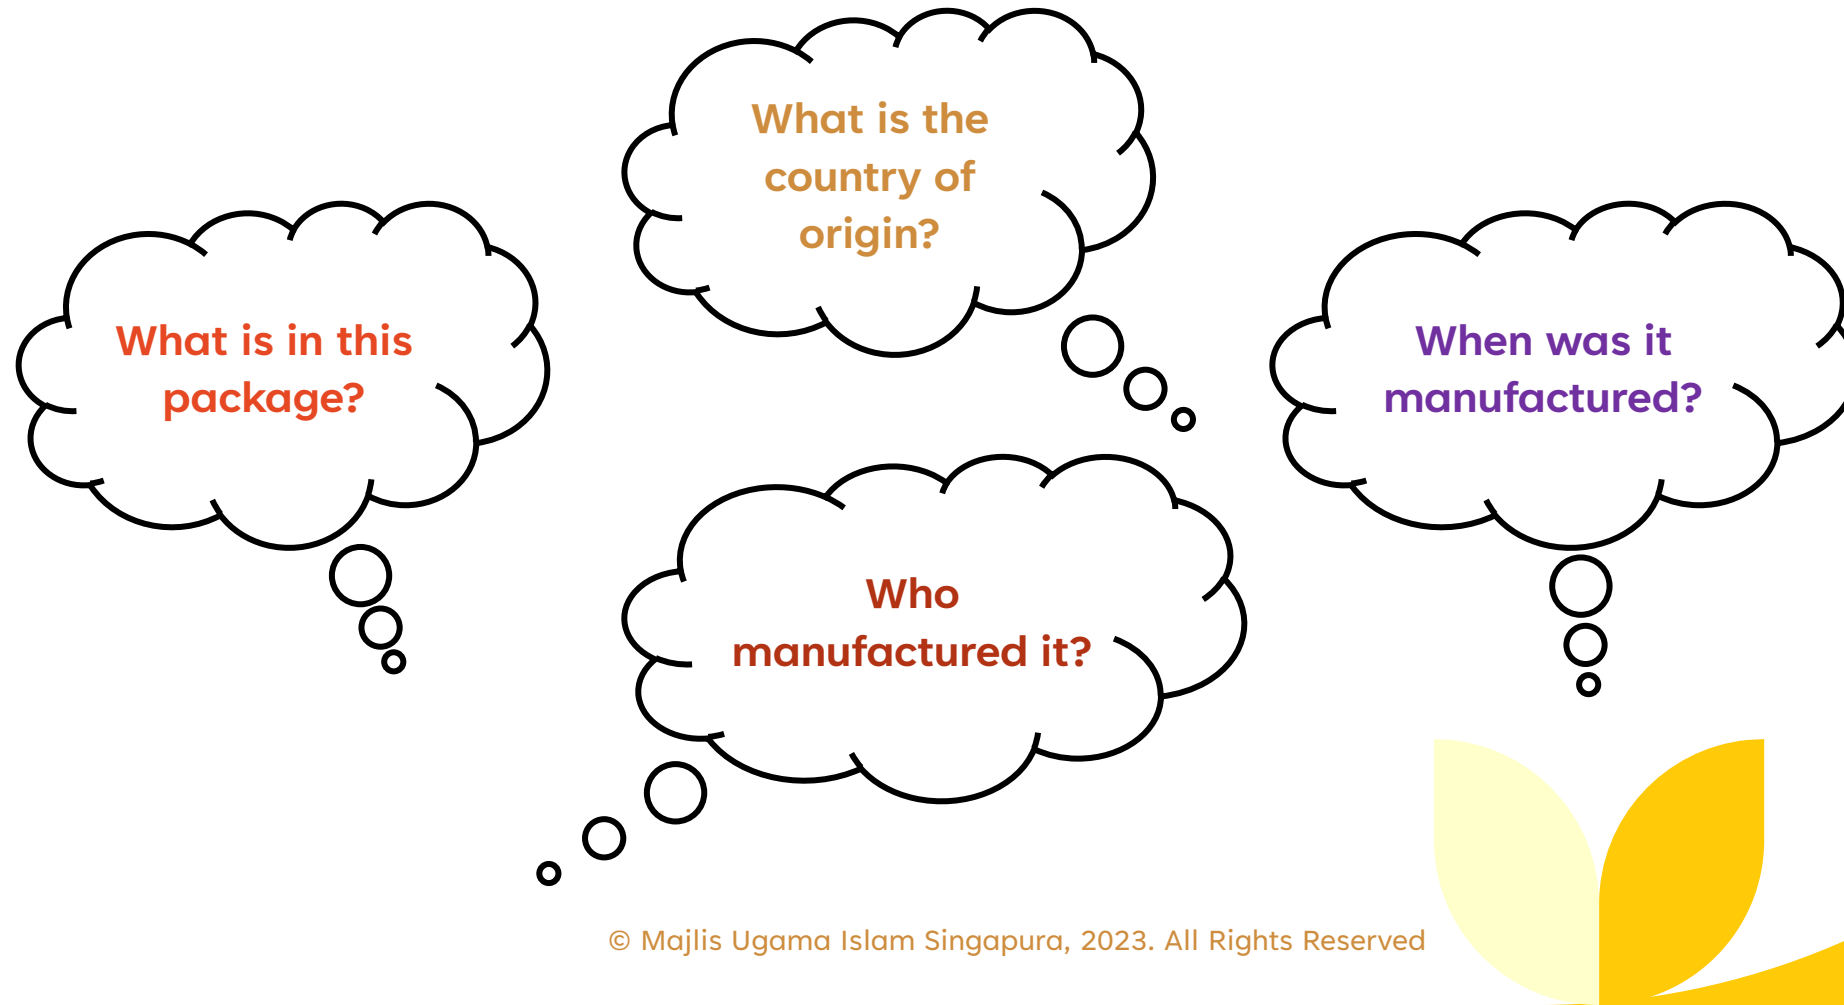 What is the
country of
origin?
What is in this
package?
When was it
manufactured?
Who
manufactured it?
© Majlis Ugama Islam Singapura, 2023. All Rights Reserved